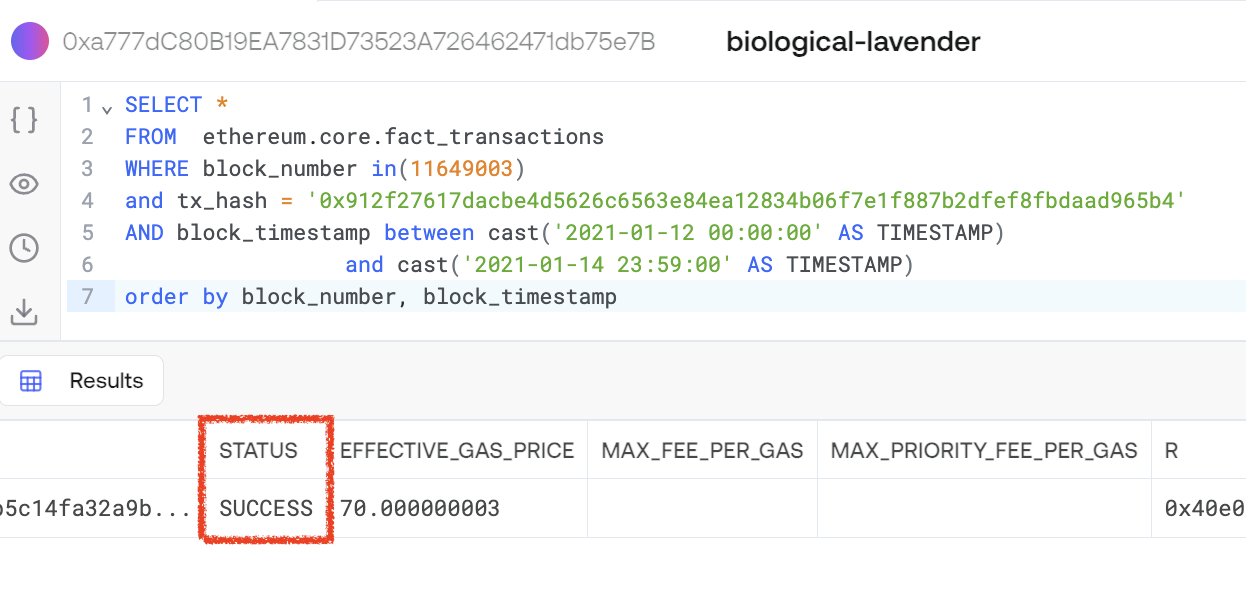 0xa777dC80B19EA7831D73523A726462471db75e7B biological-lavender
1 SELECT *
2 FROM ethereum.core.fact_transactions
3 WHERE block_number in(11649003)
4 and tx_hash = '0x912f27617dacbe4d5626c6563e84ea12834b06f7e1f887b2dfef8fbdaad965b4'
5 AND block_timestamp between cast('2021-01-12 00:00:00' AS TIMESTAMP)
6 and cast('2021-01-14 23:59:00' AS TIMESTAMP)
7 order by block_number, block_timestamp
Results
STATUS EFFECTIVE_GAS_PRICE MAX_FEE_PER_GAS MAX_PRIORITY_FEE_PER_GAS R
5c14fa32a9b... SUCCESS 70.000000003 0x40e0